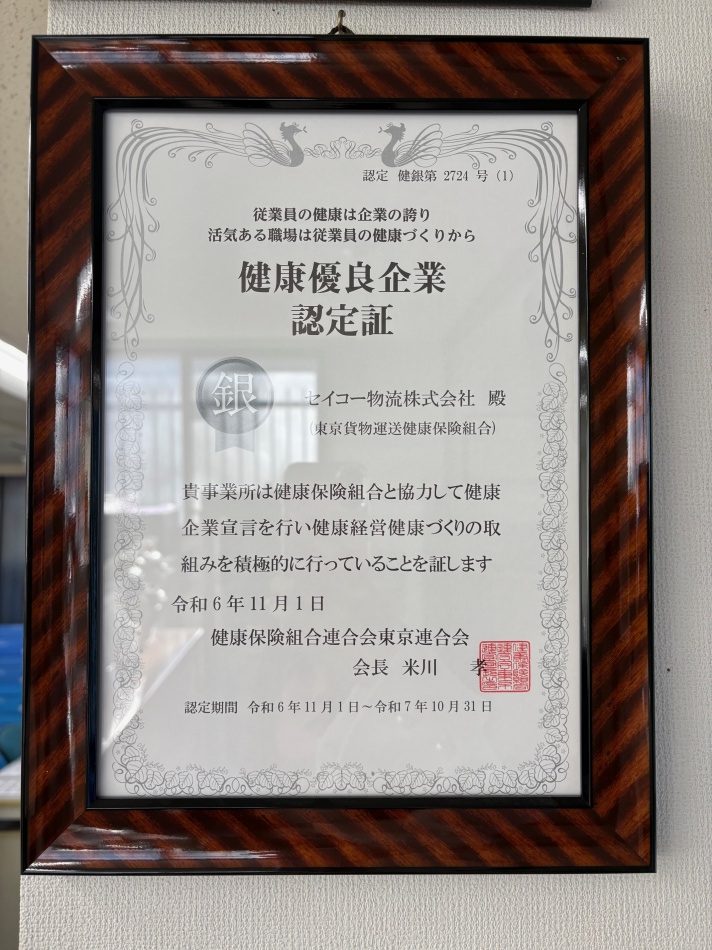 認定 健銀第 2724 号 (1)
従業員の健康は企業の誇り
活気ある職場は従業員の健康づくりから
健康優良企業
認定証
銀
セイコー物流株式会社 殿
(東京貨物運送健康保険組合)
貴事業所は健康保険組合と協力して健康
企業宣言を行い健康経営健康づくりの取
組みを積極的に行っていることを証します
令和6年11月1日
健康保険組合連合会東京連合会
会長 米川 孝
認定期間 令和6年11月1日～令和7年10月31日